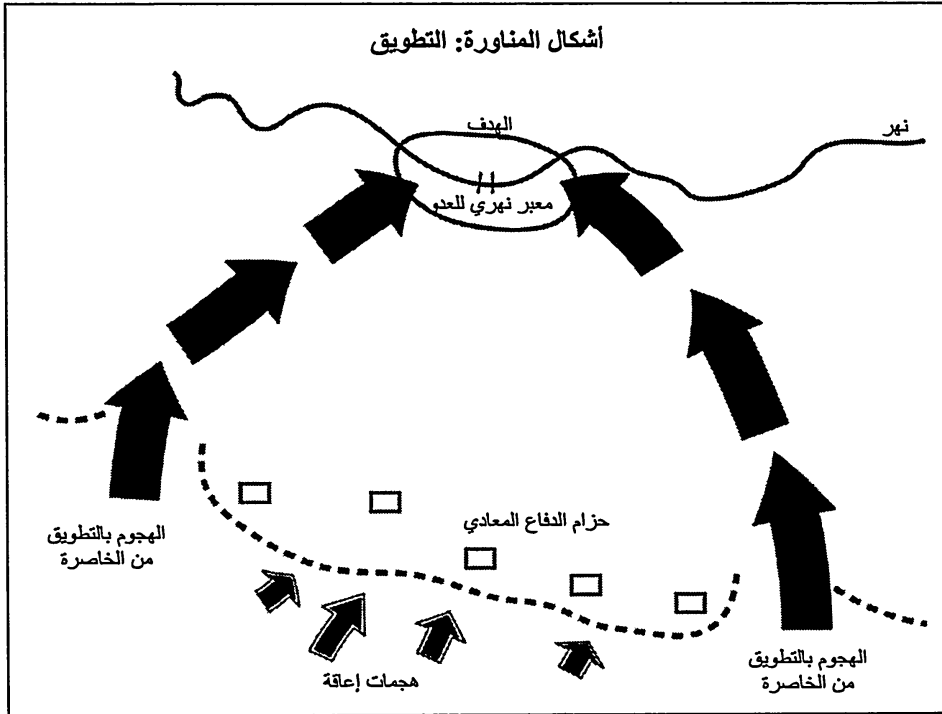 أشكال المناورة: التطويق
الهدف
نهر
معبر نهري للعدو
حزام الدفاع المعادي
الهجوم بالتطويق
من الخاصرة
الهجوم بالتطويق
من الخاصرة
هجمات إعاقة